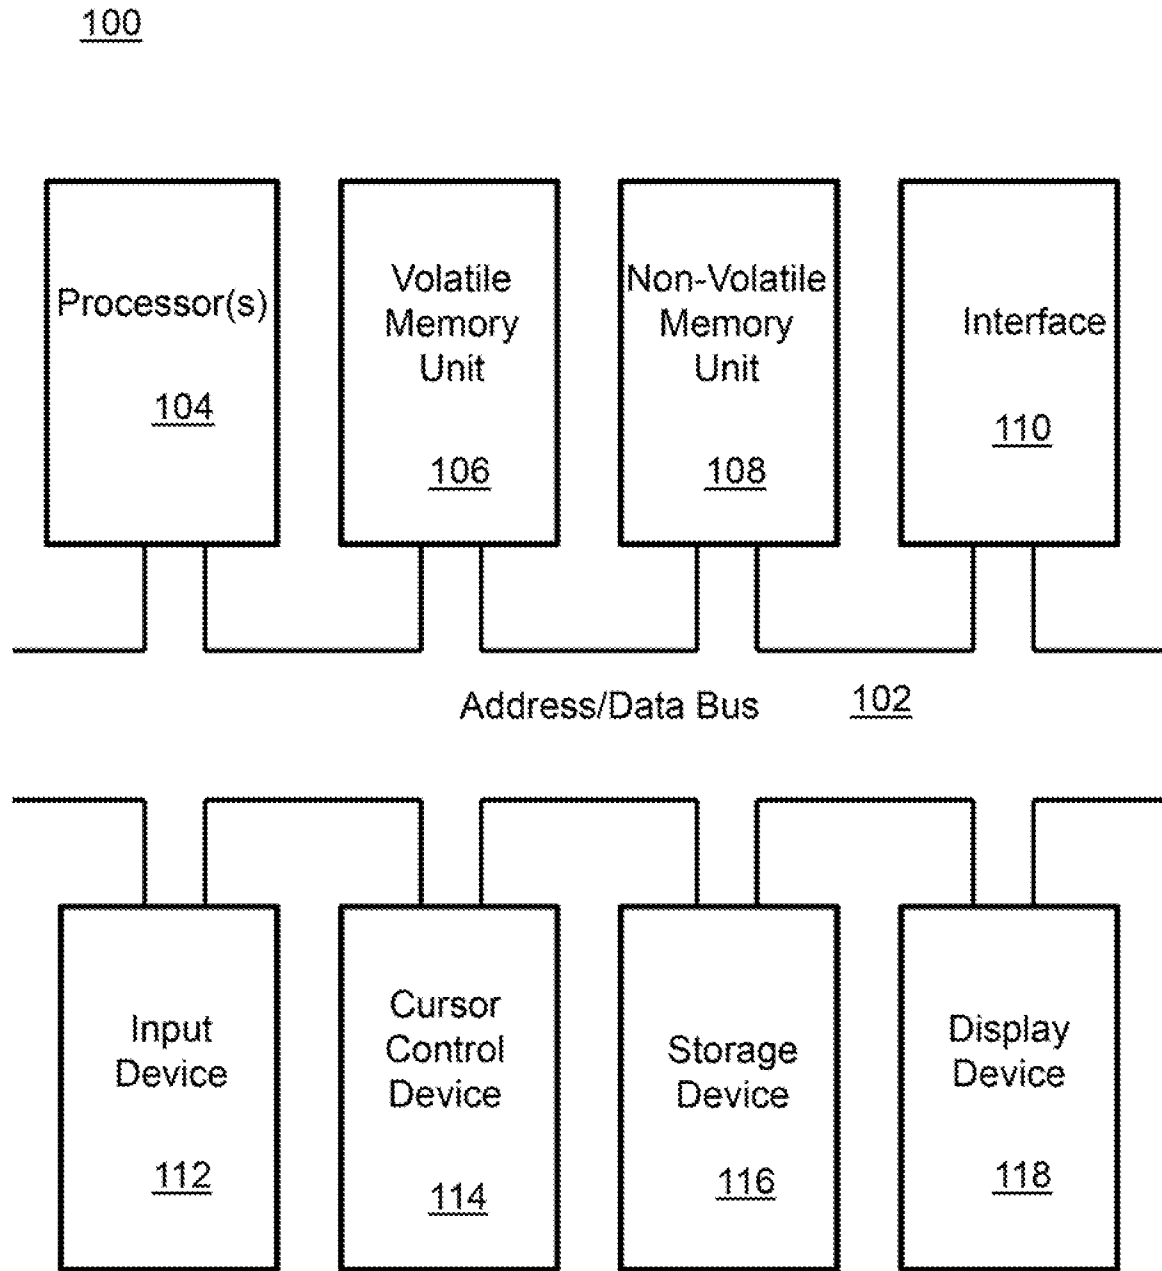 100
Processor(s)
104
Volatile
Memory
Unit
106
Non-Volatile
Memory
Unit
108
Interface
110
Address/Data Bus 102
Input
Device
112
Cursor
Control
Device
114
Storage
Device
116
Display
Device
118